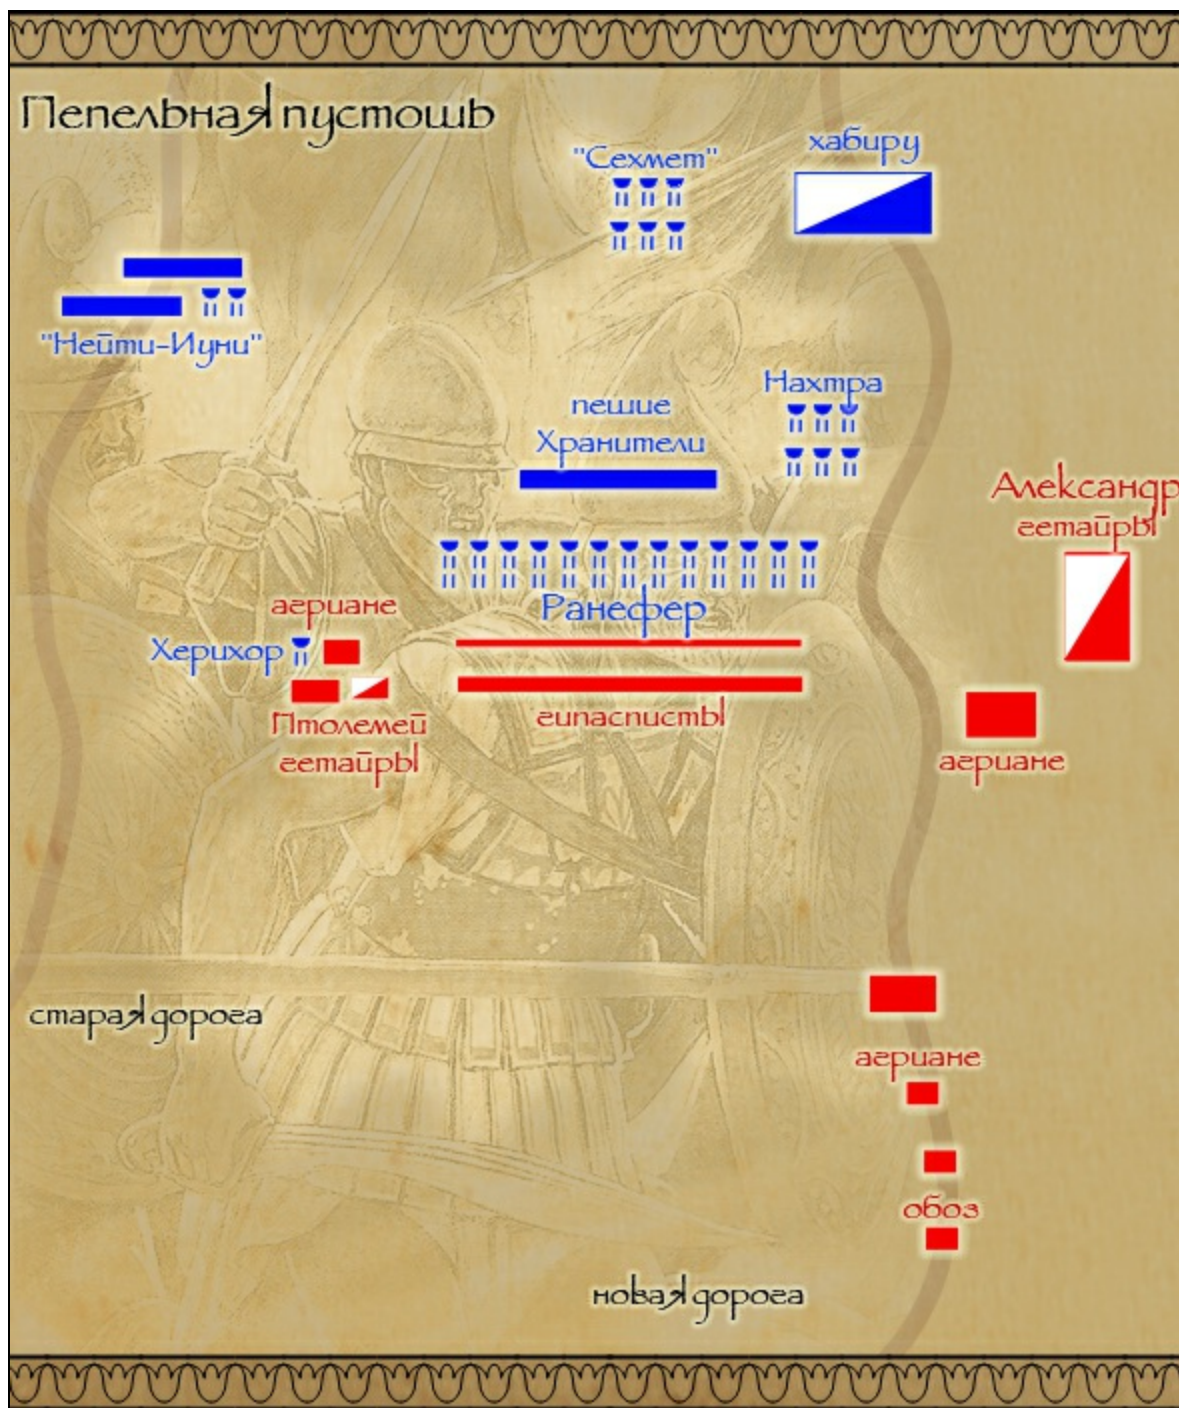 Пепельная пустошь
хабиру
"Сехмет"
"Нейти-Иуни"
Нахтра
пешие
Хранители
Александр
гетайры
Ранефер
агриане
Херихор
Птолемей
гетайры
гипасписты
агриане
старая дорога
агриане
обоз
новая дорога